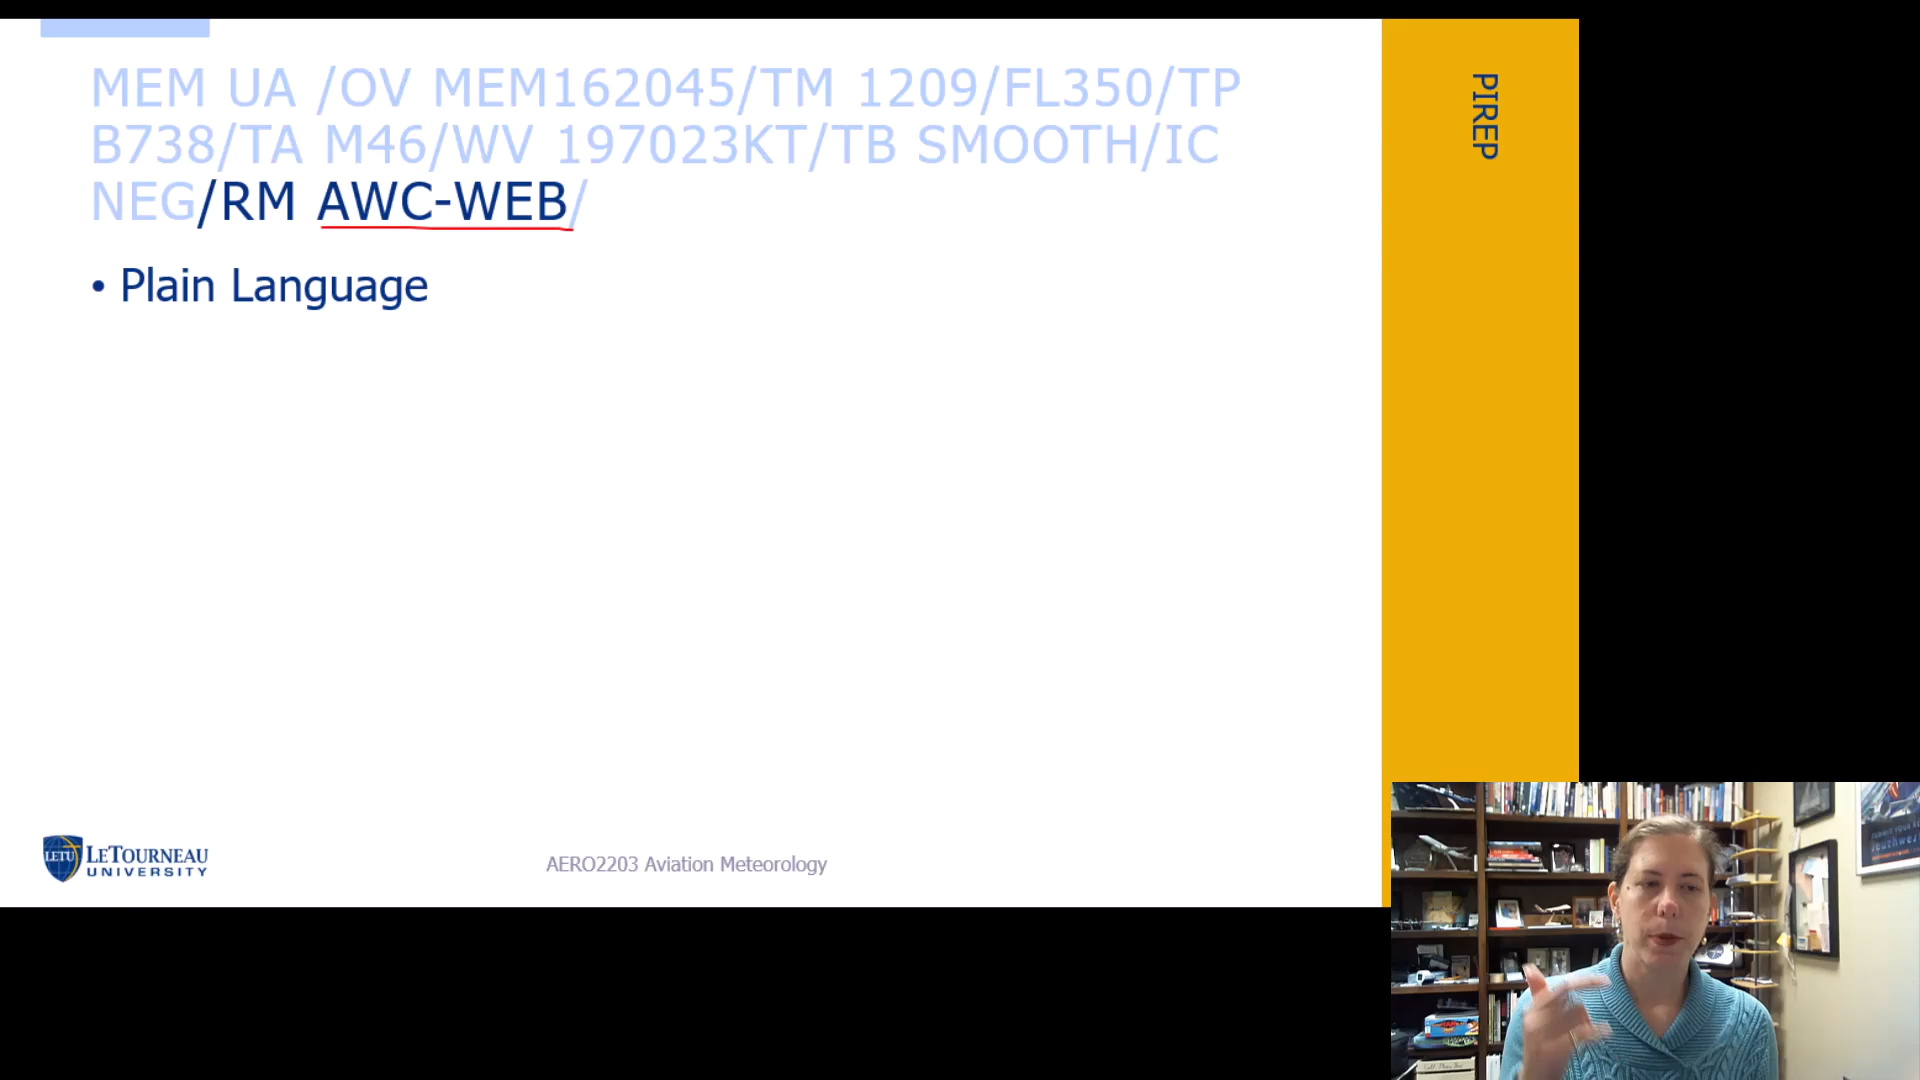 MEM UA /OV MEM162045/TM 1209/FL350/TP
B738/TA M46/WV 197023KT/TB SMOOTH/IC
NEG/RM AWC-WEB/
• Plain Language
PIREP
LETU
LETOURNEAU
UNIVERSITY
AERO2203 Aviation Meteorology